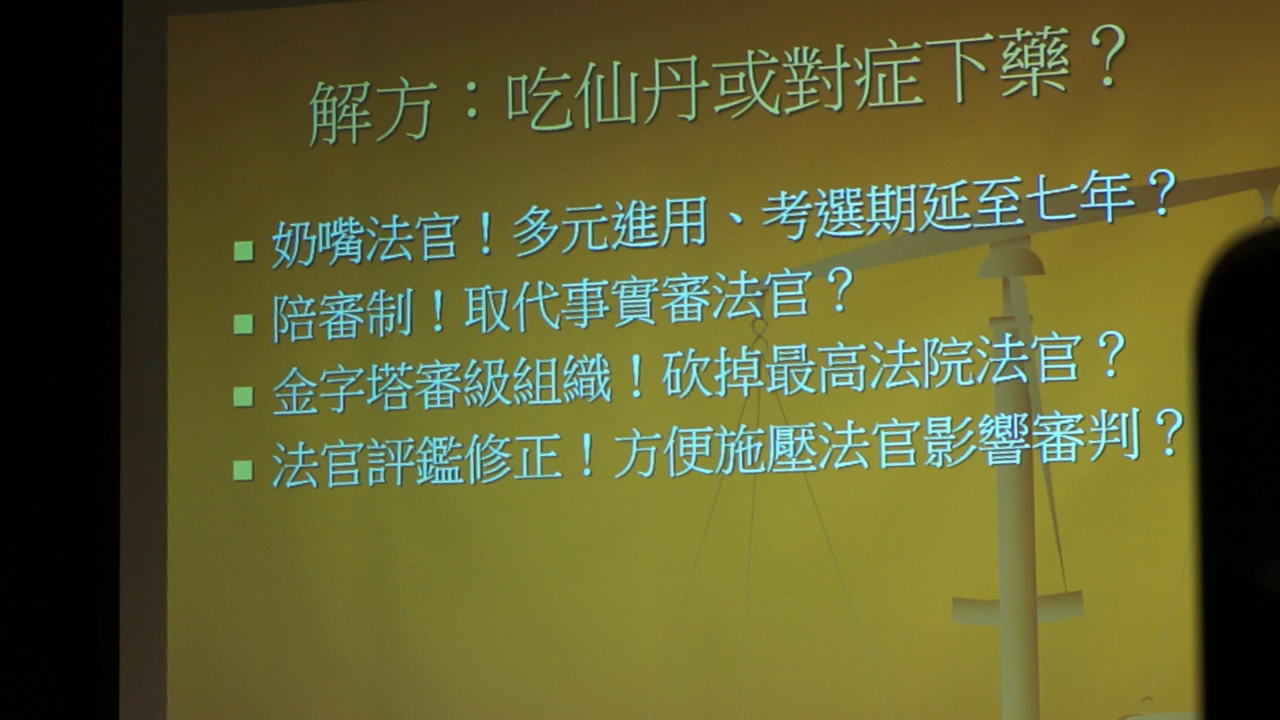 解方：吃仙丹或對症下藥？
奶嘴法官！多元進用、考選期延至七年？
陪審制！取代事實審法官？
金字塔審級組織！砍掉最高法院法官？
法官評鑑修正！方便施壓法官影響審判？